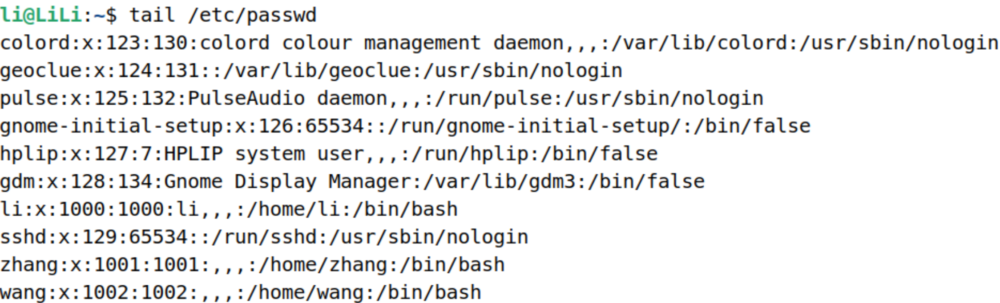 li@LiLi:~$ tail /etc/passwd
colord:x:123:130:colord colour management daemon,,,:/var/lib/colord:/usr/sbin/nologin
geoclue:x:124:131::/var/lib/geoclue:/usr/sbin/nologin
pulse:x:125:132:PulseAudio daemon,,,:/run/pulse:/usr/sbin/nologin
gnome-initial-setup:x:126:65534::/run/gnome-initial-setup/:/bin/false
hplip:x:127:7:HPLIP system user,,,:/run/hplip:/bin/false
gdm:x:128:134:Gnome Display Manager:/var/lib/gdm3:/bin/false
li:x:1000:1000:li,,,:/home/li:/bin/bash
sshd:x:129:65534::/run/sshd:/usr/sbin/nologin
zhang:x:1001:1001:,,,:/home/zhang:/bin/bash
wang:x:1002:1002:,,,:/home/wang:/bin/bash